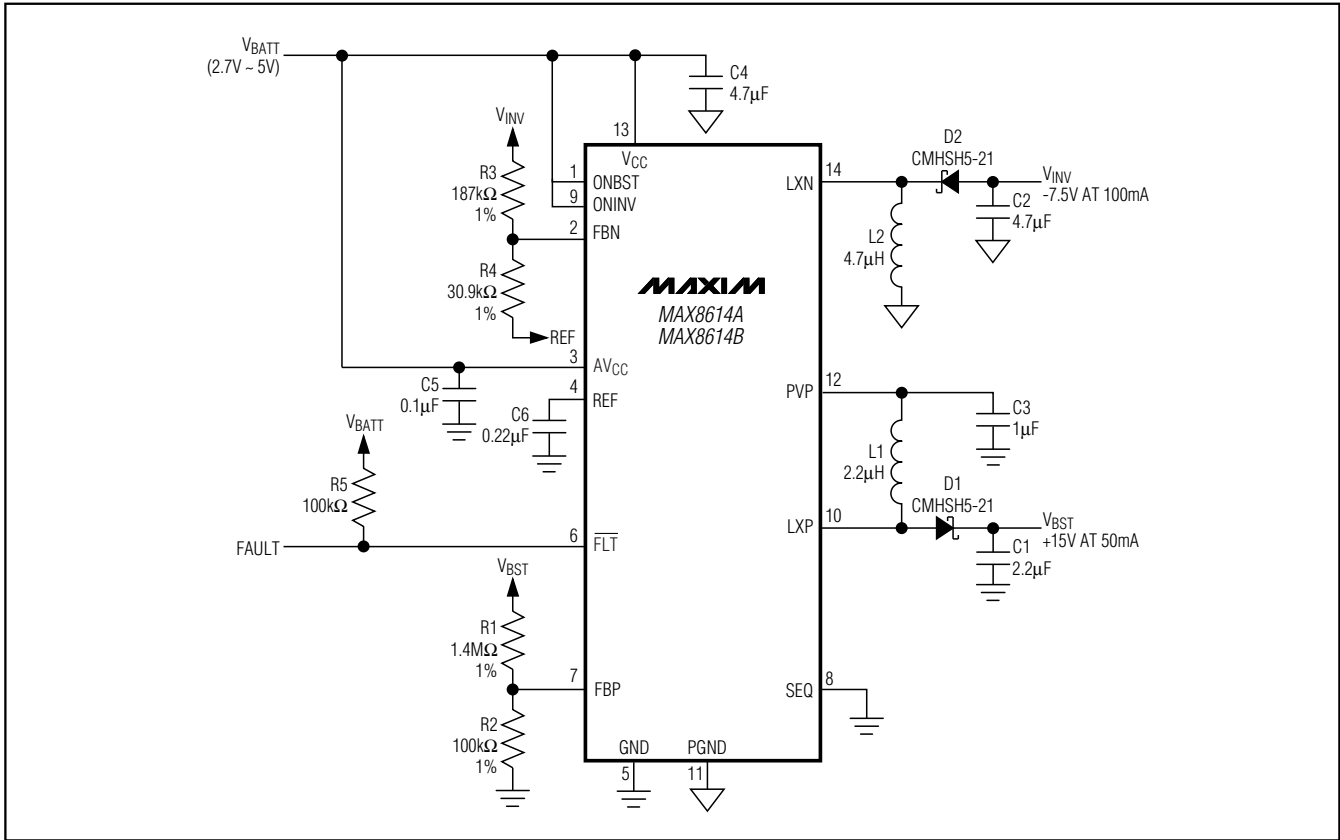 VBATT
(2.7V ~ 5V)
C4
4.7µF
VINV
R3
187kΩ
1%
R4
30.9kΩ
1%
REF
13
VCC
1
ONBST
9
ONINV
2
FBN
3
AVCC
4
REF
C5
0.1µF
C6
0.22µF
VBATT
R5
100kΩ
FAULT
6
FLT
VBST
R1
1.4MΩ
1%
7
FBP
R2
100kΩ
1%
GND
5
PGND
11
MAXIM
MAX8614A
MAX8614B
LXN
14
D2
CMHSH5-21
VINV
-7.5V AT 100mA
C2
4.7µF
L2
4.7µH
PVP
12
C3
1µF
L1
2.2µH
D1
CMHSH5-21
LXP
10
VBST
+15V AT 50mA
C1
2.2µF
SEQ
8